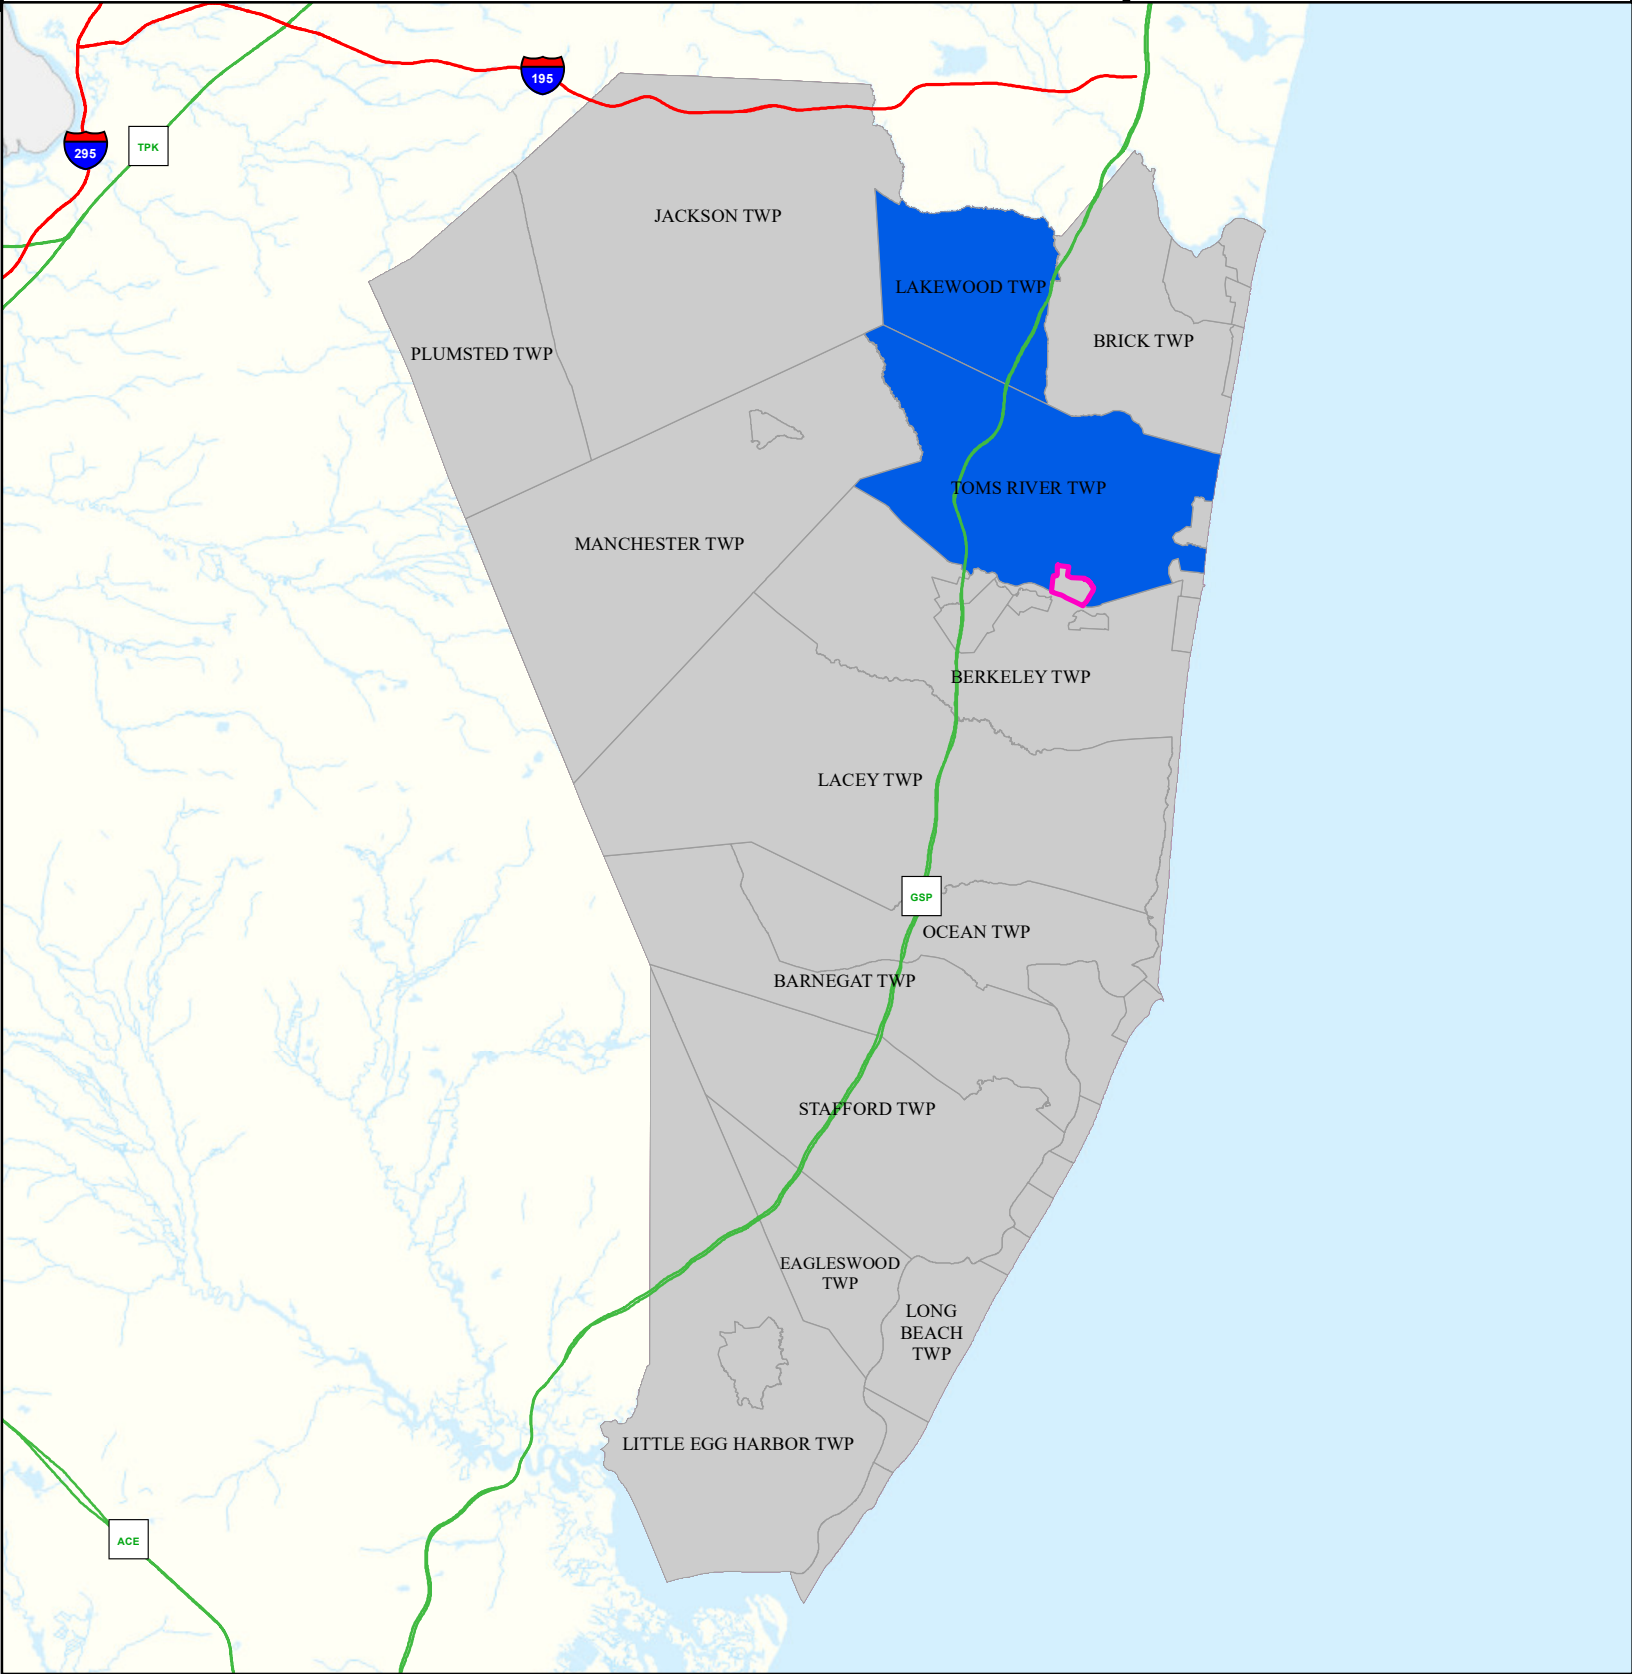 195
295
TPK
JACKSON TWP
LAKEWOOD TWP
BRICK TWP
PLUMSTED TWP
TOMS RIVER TWP
MANCHESTER TWP
BERKELEY TWP
LACEY TWP
GSP
OCEAN TWP
BARNEGAT TWP
STAFFORD TWP
EAGLESWOOD
TWP
LONG
BEACH
TWP
LITTLE EGG HARBOR TWP
ACE